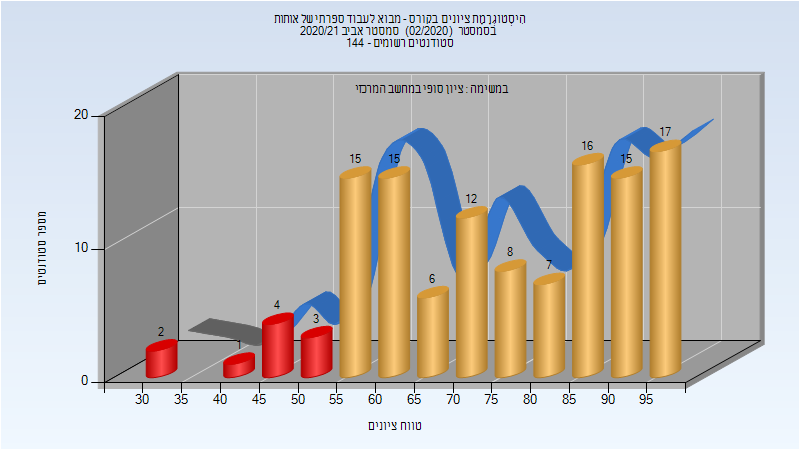 היסטוגרמת ציונים בקורס - מבוא לעבוד ספרתי של אותות
בסמסטר (02/2020) סמסטר אביב 2020/21
סטודנטים רשומים - 144
במשימה : ציון סופי במחשב המרכזי
מספר סטודנטים
20
10
0
2
1
4
3
15
15
6
12
8
7
16
15
17
30 35 40 45 50 55 60 65 70 75 80 85 90 95
טווח ציונים